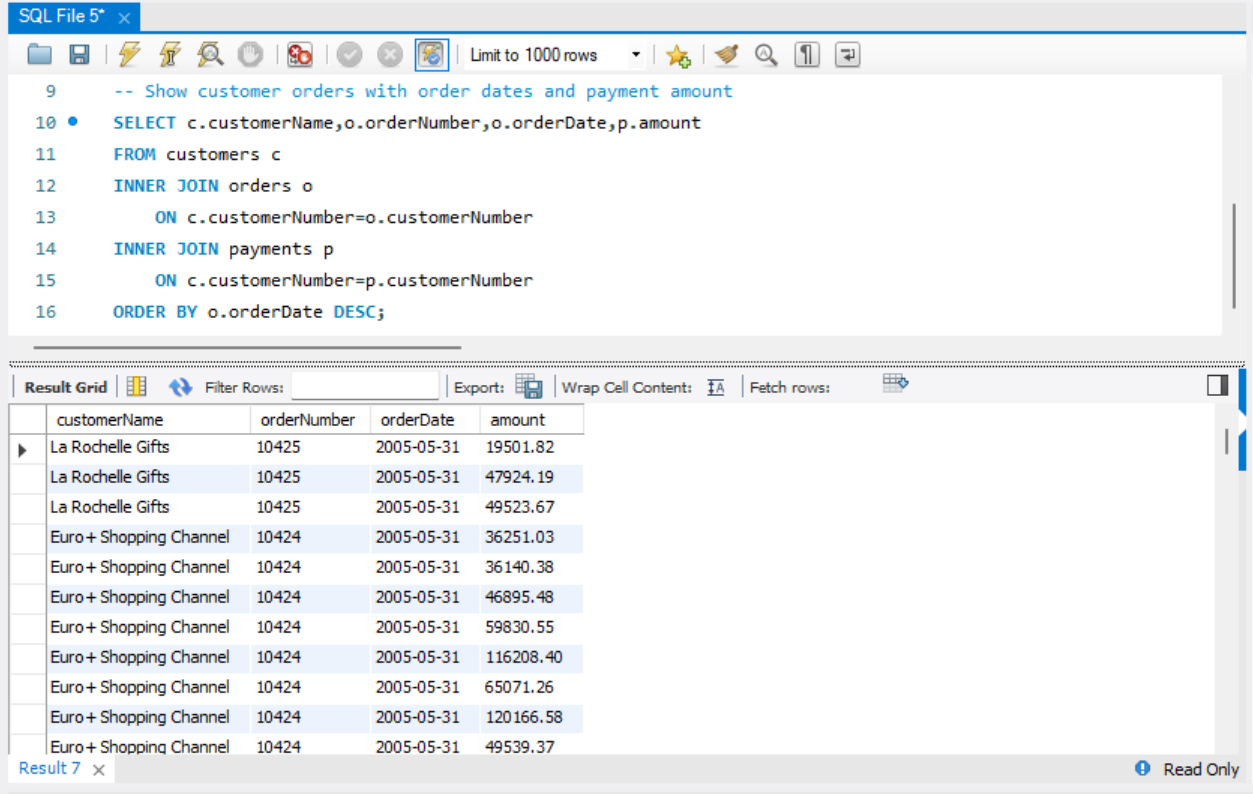 SQL File 5*
Limit to 1000 rows
9 -- Show customer orders with order dates and payment amount
10 SELECT c.customerName,o.orderNumber,o.orderDate,p.amount
11 FROM customers c
12 INNER JOIN orders o
13 ON c.customerNumber=o.customerNumber
14 INNER JOIN payments p
15 ON c.customerNumber=p.customerNumber
16 ORDER BY o.orderDate DESC;
Result Grid Filter Rows: Export: Wrap Cell Content: Fetch rows:
customerName orderNumber orderDate amount
La Rochelle Gifts 10425 2005-05-31 19501.82
La Rochelle Gifts 10425 2005-05-31 47924.19
La Rochelle Gifts 10425 2005-05-31 49523.67
Euro+ Shopping Channel 10424 2005-05-31 36251.03
Euro+ Shopping Channel 10424 2005-05-31 36140.38
Euro+ Shopping Channel 10424 2005-05-31 46895.48
Euro+ Shopping Channel 10424 2005-05-31 59830.55
Euro+ Shopping Channel 10424 2005-05-31 116208.40
Euro+ Shopping Channel 10424 2005-05-31 65071.26
Euro+ Shopping Channel 10424 2005-05-31 120166.58
Euro+ Shopping Channel 10424 2005-05-31 49539.37
Result 7 Read Only